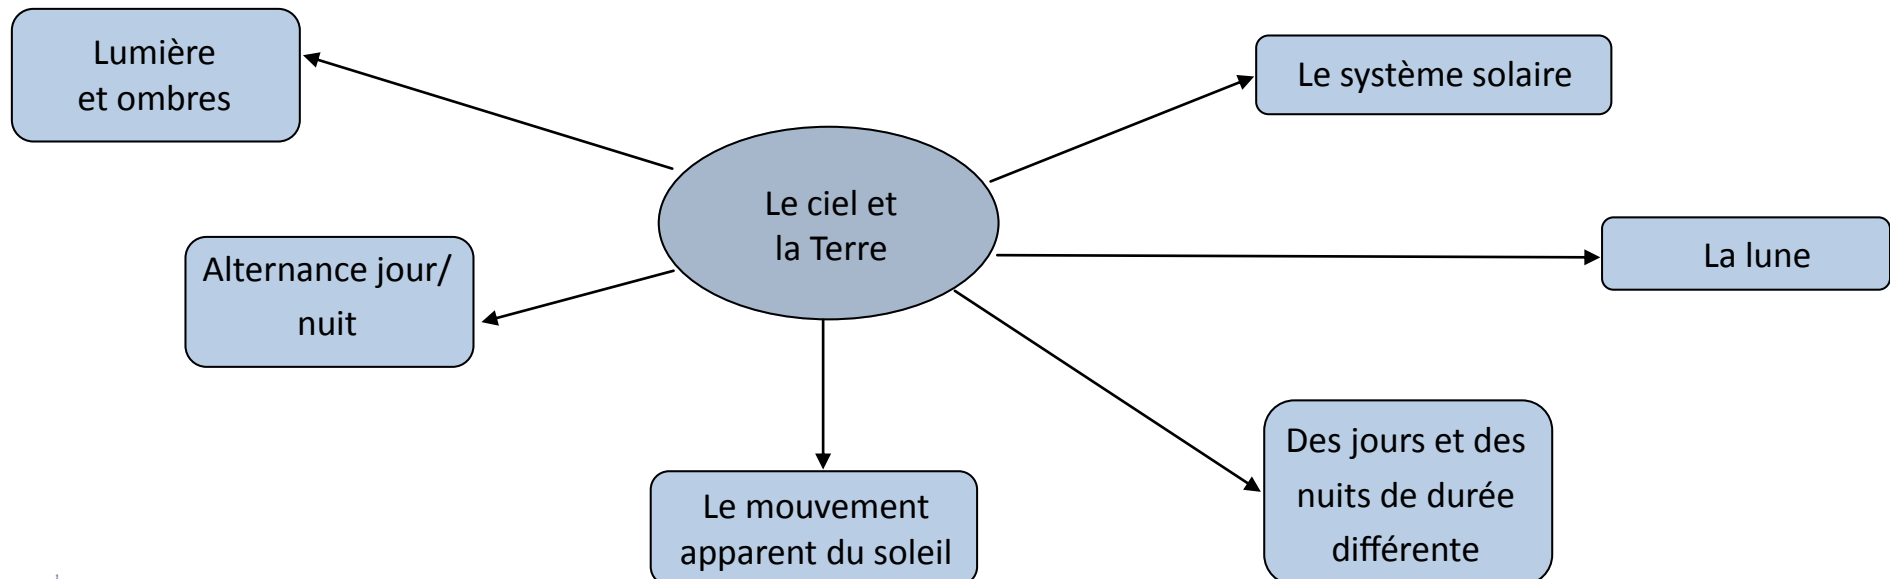 Lumière
et ombres
Le système solaire
Le ciel et
la Terre
La lune
Alternance jour/
nuit
Des jours et des
nuits de durée
différente
Le mouvement
apparent du soleil